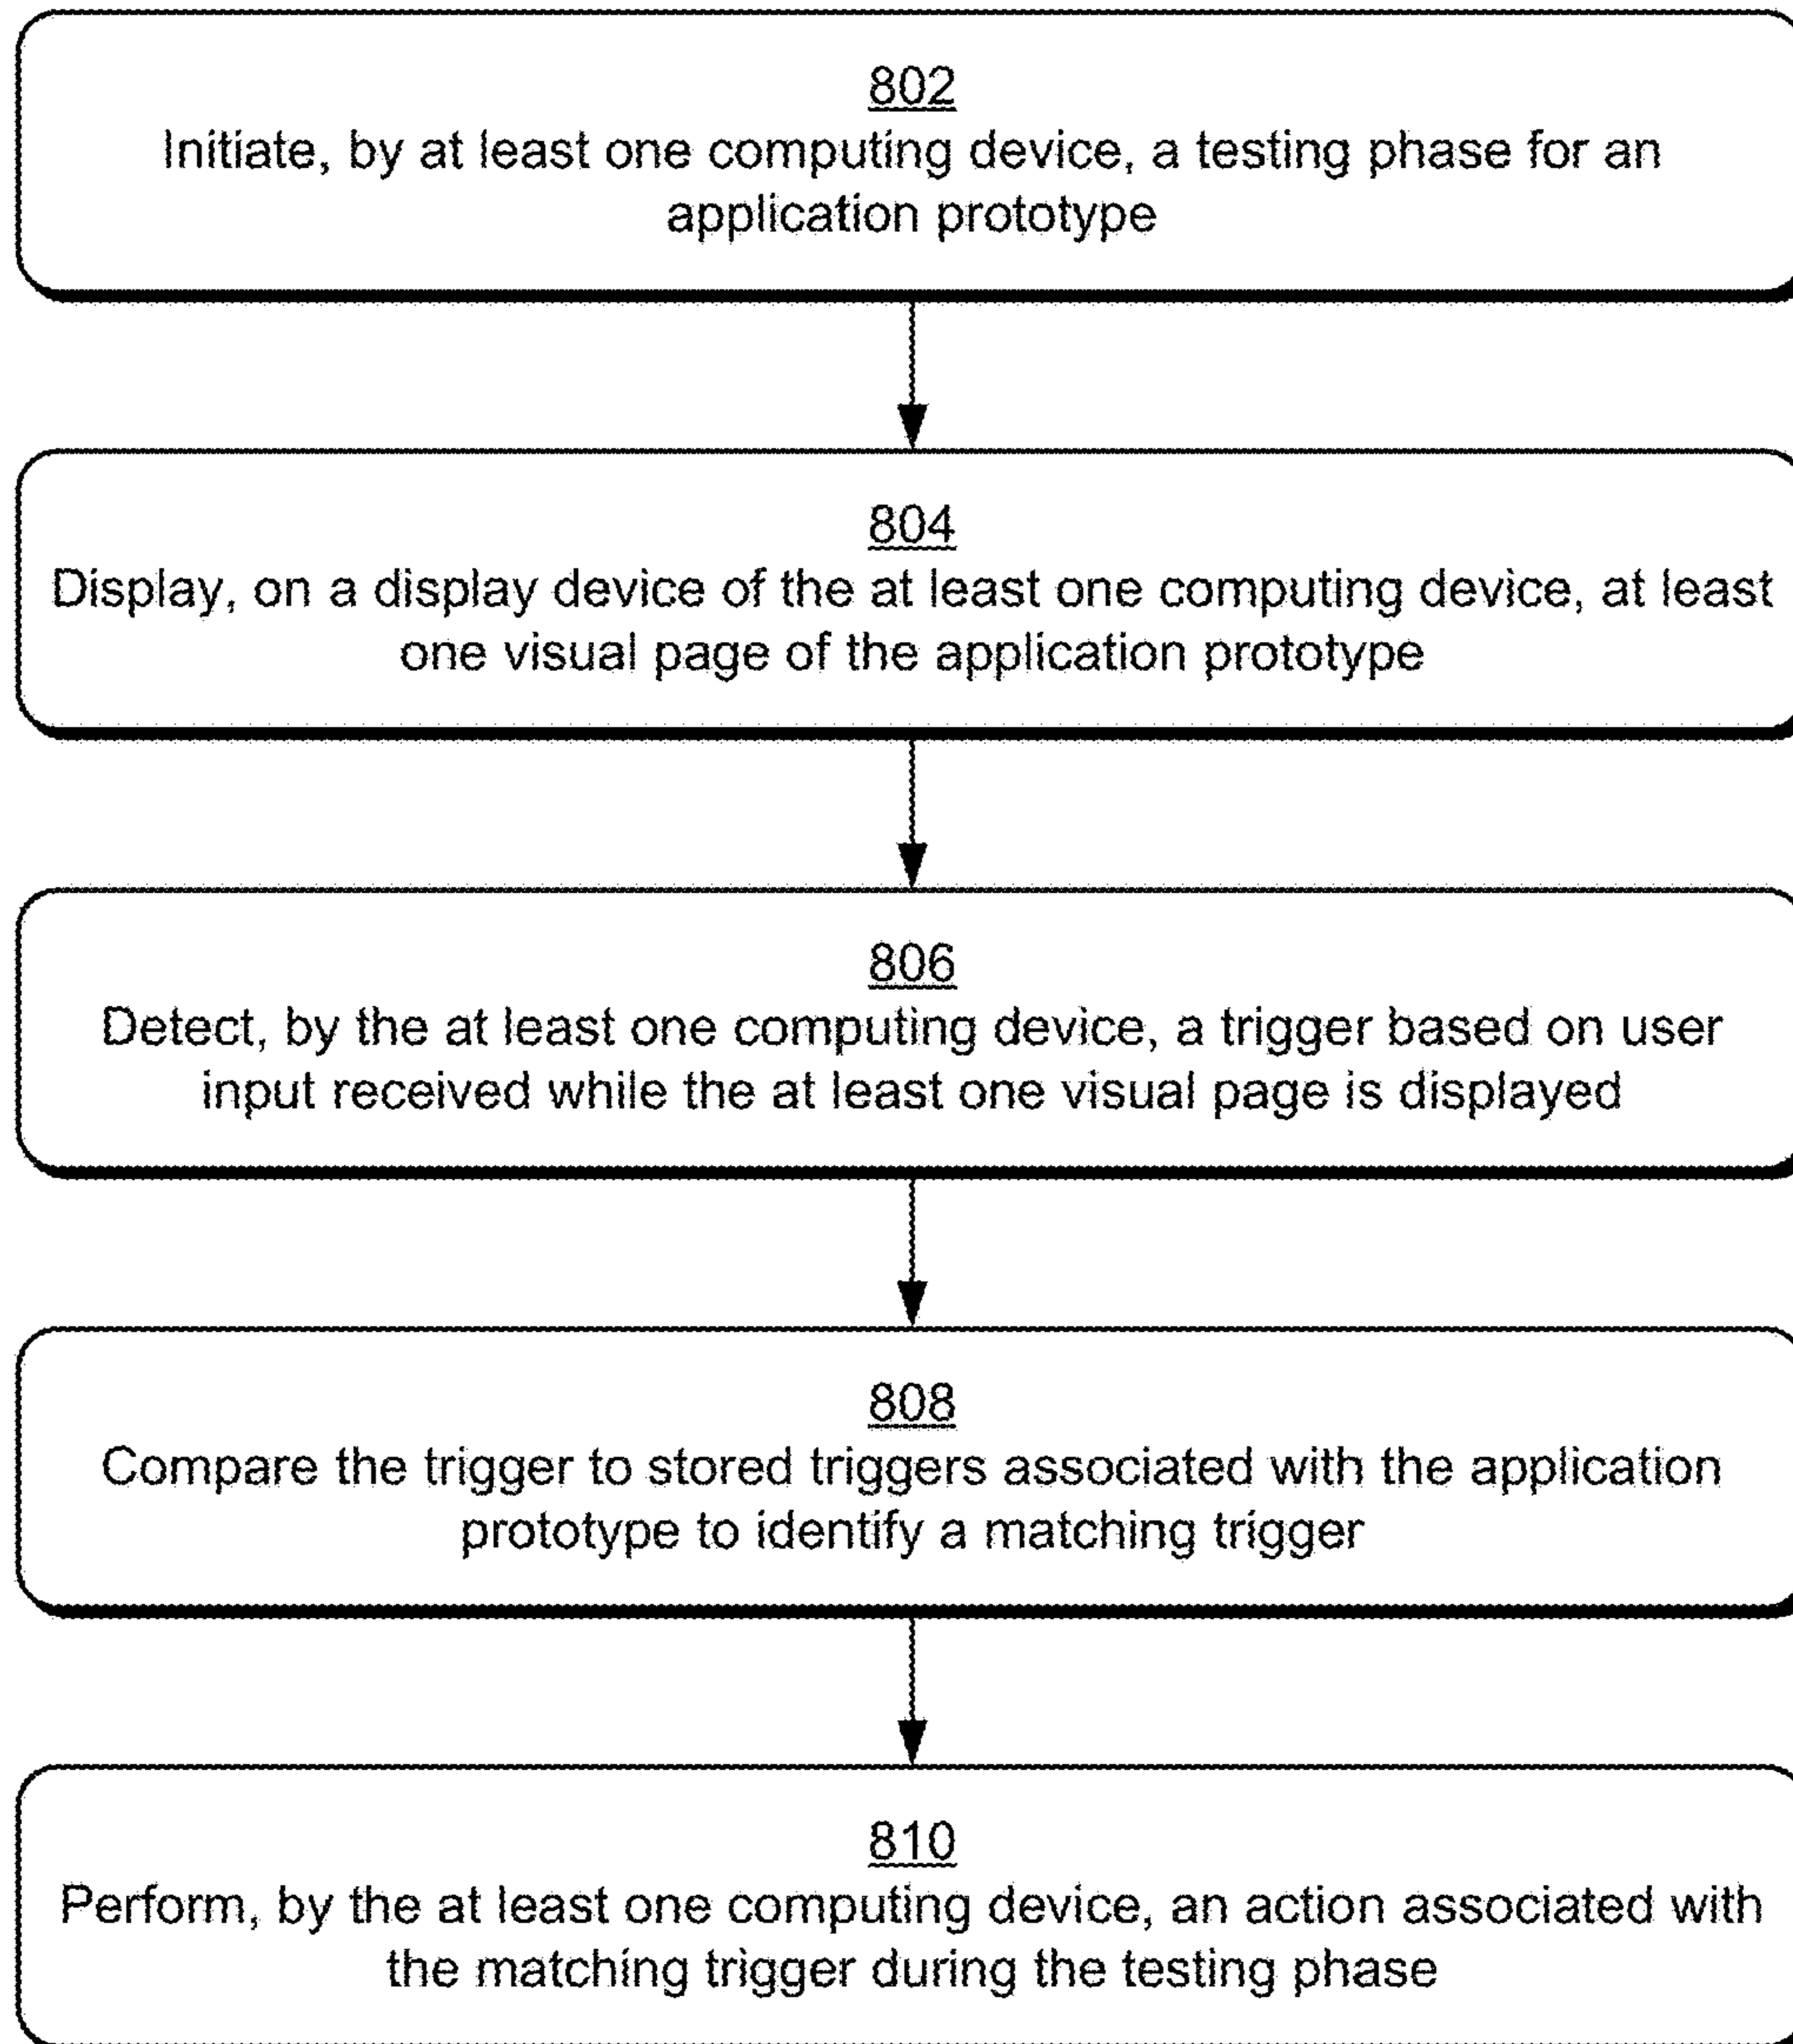 802
Initiate, by at least one computing device, a testing phase for an
application prototype
804
Display, on a display device of the at least one computing device, at least
one visual page of the application prototype
806
Detect, by the at least one computing device, a trigger based on user
input received while the at least one visual page is displayed
808
Compare the trigger to stored triggers associated with the application
prototype to identify a matching trigger
810
Perform, by the at least one computing device, an action associated with
the matching trigger during the testing phase